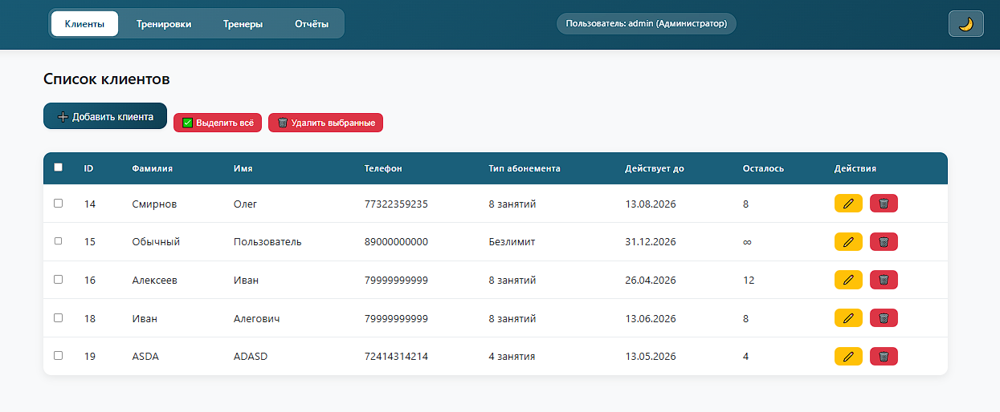 Клиенты Тренировки Тренеры Отчёты Пользователь: admin (Администратор)
Список клиентов
Добавить клиента Выделить всё Удалить выбранные
ID Фамилия Имя Телефон Тип абонемента Действует до Осталось Действия
14 Смирнов Олег 77322359235 8 занятий 13.08.2026 8
15 Обычный Пользователь 89000000000 Безлимит 31.12.2026 ∞
16 Алексеев Иван 79999999999 8 занятий 26.04.2026 12
18 Иван Алегович 79999999999 8 занятий 13.06.2026 8
19 ASDA ADASD 72414314214 4 занятия 13.05.2026 4